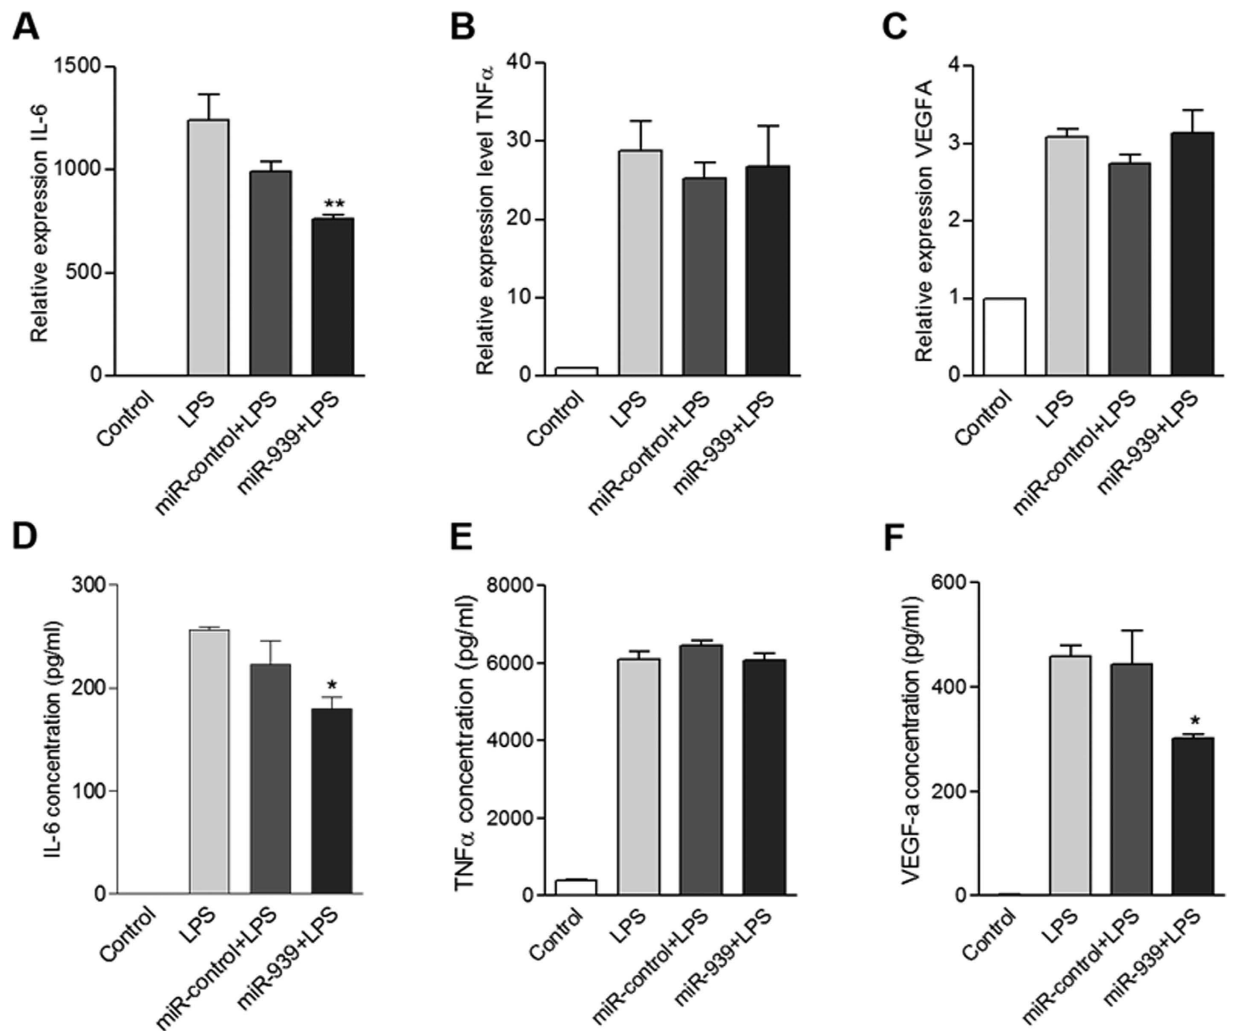 A
Relative expression IL-6
1500
1000
500
0
**
Control
LPS
miR-control+LPS
miR-939+LPS
B
Relative expression level TNFα
40
30
20
10
0
Control
LPS
miR-control+LPS
miR-939+LPS
C
Relative expression VEGFA
4
3
2
1
0
Control
LPS
miR-control+LPS
miR-939+LPS
D
IL-6 concentration (pg/ml)
300
200
100
0
*
Control
LPS
miR-control+LPS
miR-939+LPS
E
TNFα concentration (pg/ml)
8000
6000
4000
2000
0
Control
LPS
miR-control+LPS
miR-939+LPS
F
VEGF-a concentration (pg/ml)
600
400
200
0
*
Control
LPS
miR-control+LPS
miR-939+LPS